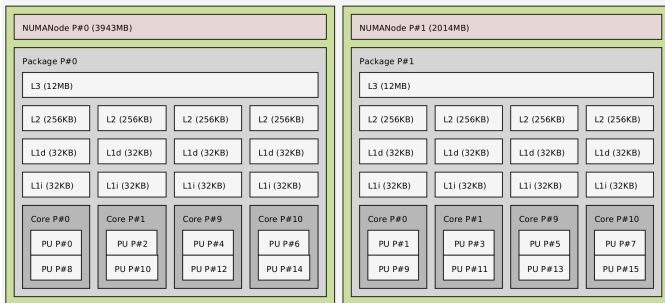 NUMANode P#0 (3943MB)
Package P#0
L3 (12MB)
L2 (256KB) L2 (256KB) L2 (256KB) L2 (256KB)
L1d (32KB) L1d (32KB) L1d (32KB) L1d (32KB)
L1i (32KB) L1i (32KB) L1i (32KB) L1i (32KB)
Core P#0 Core P#1 Core P#9 Core P#10
PU P#0 PU P#2 PU P#4 PU P#6
PU P#8 PU P#10 PU P#12 PU P#14
NUMANode P#1 (2014MB)
Package P#1
L3 (12MB)
L2 (256KB) L2 (256KB) L2 (256KB) L2 (256KB)
L1d (32KB) L1d (32KB) L1d (32KB) L1d (32KB)
L1i (32KB) L1i (32KB) L1i (32KB) L1i (32KB)
Core P#0 Core P#1 Core P#9 Core P#10
PU P#1 PU P#3 PU P#5 PU P#7
PU P#9 PU P#11 PU P#13 PU P#15